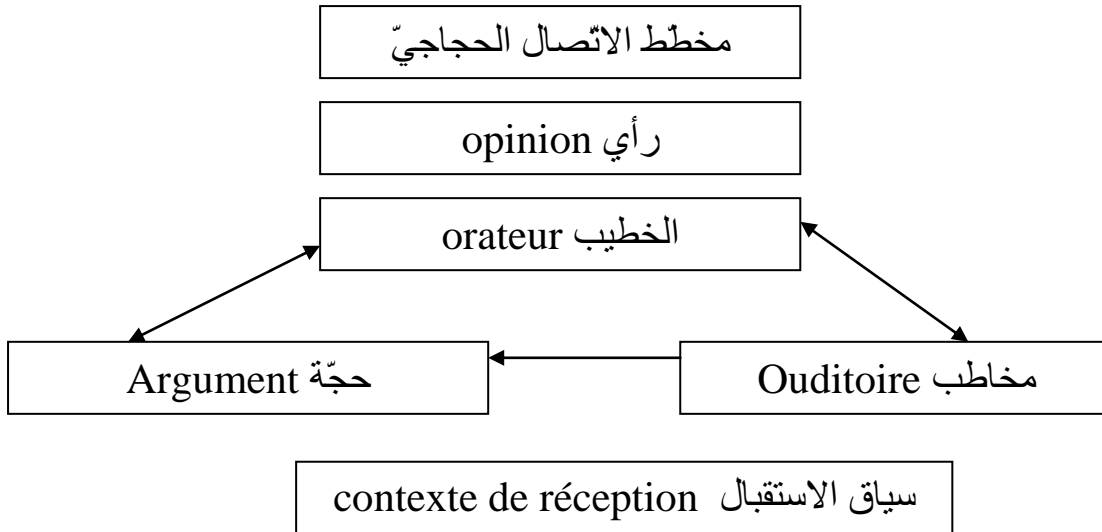 مخطّط الاتّصال الحجاجيّ
رأي opinion
الخطيب orateur
مخاطب Ouditoire
حجّة Argument
سياق الاستقبال contexte de réception